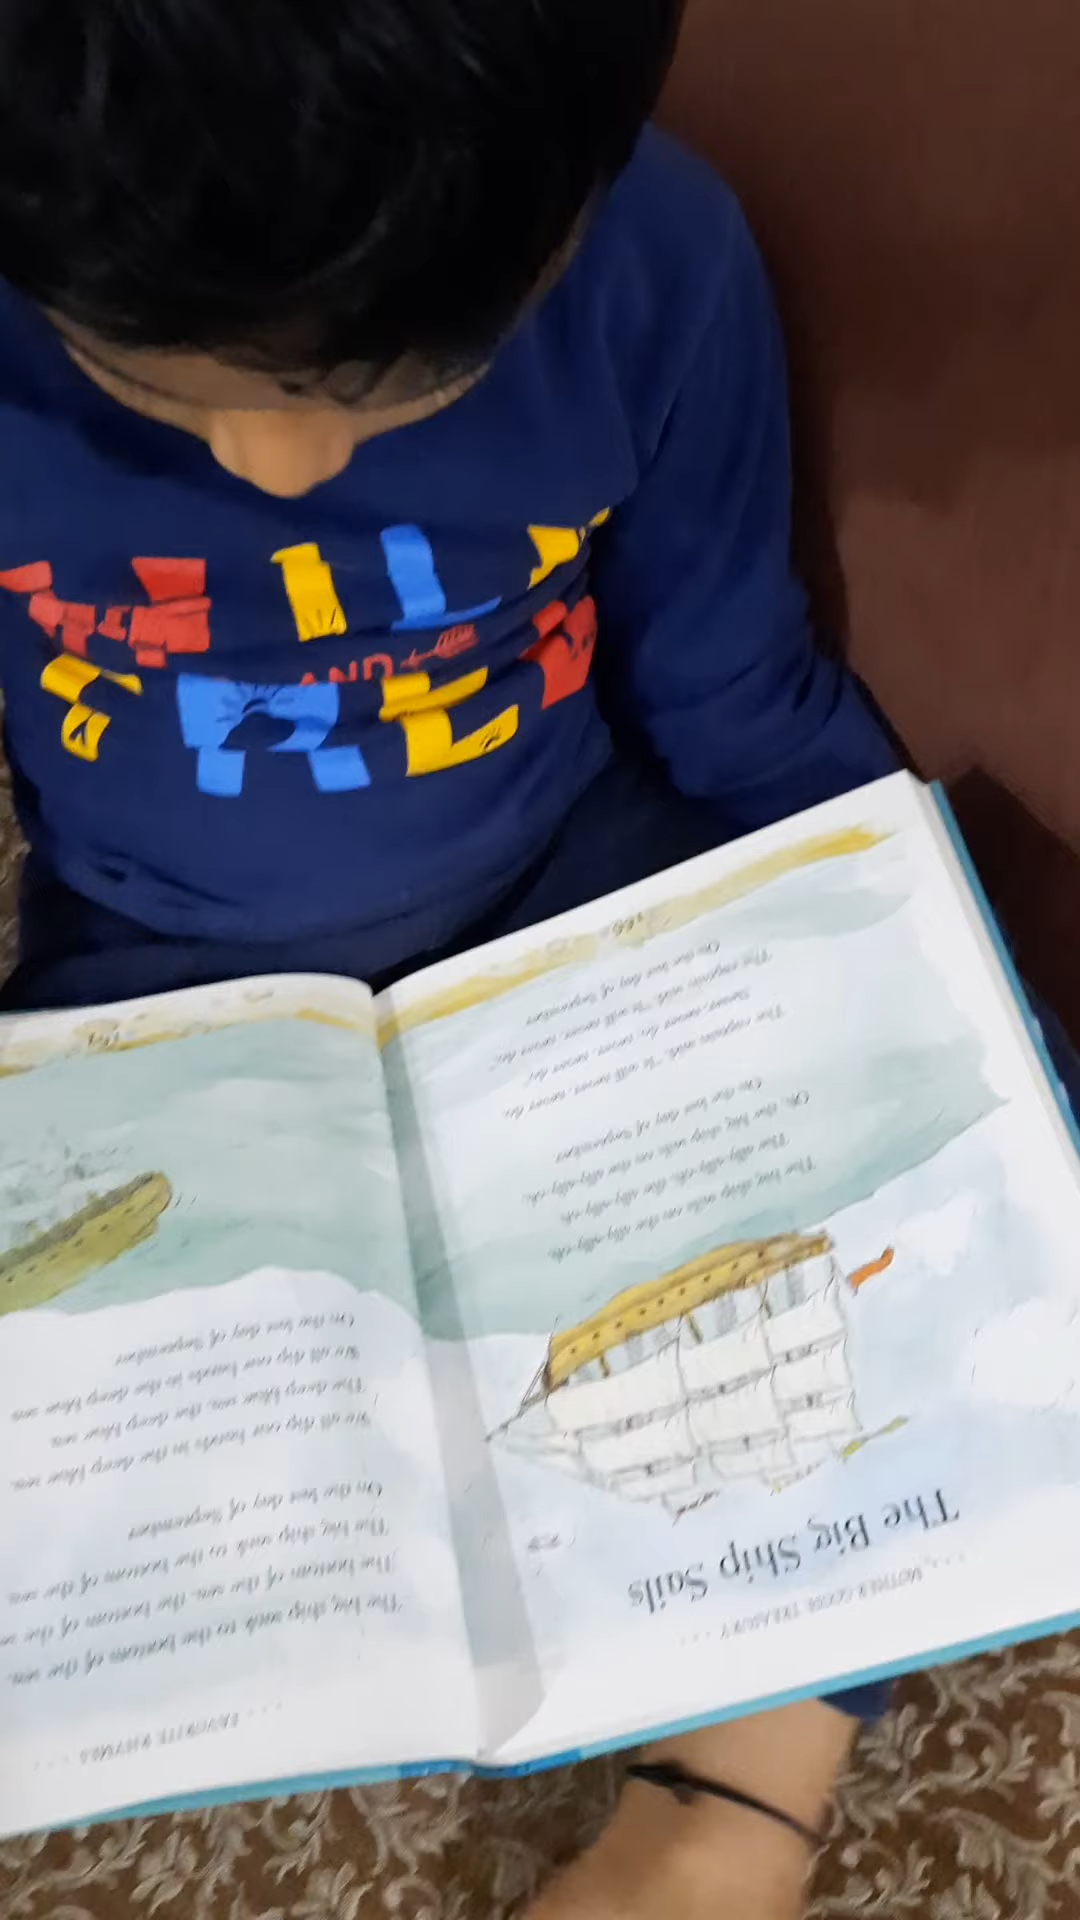 WILD
AND
FREE
MOTHER GOOSE TREASURY
The Big Ship Sails
The big ship sails on the ally-ally-oh,
The ally-ally-oh, the ally-ally-oh,
Oh, the big ship sails on the ally-ally-oh,
On the last day of September.
The captain said, "It will never, never do,
Never, never do, never, never do,"
The captain said, "It will never, never do,"
On the last day of September.
166
FAVORITE RHYMES
The big ship sank to the bottom of the sea,
The bottom of the sea, the bottom of the sea,
The big ship sank to the bottom of the sea,
On the last day of September.
We all dip our heads in the deep blue sea,
The deep blue sea, the deep blue sea,
We all dip our heads in the deep blue sea,
On the last day of September.